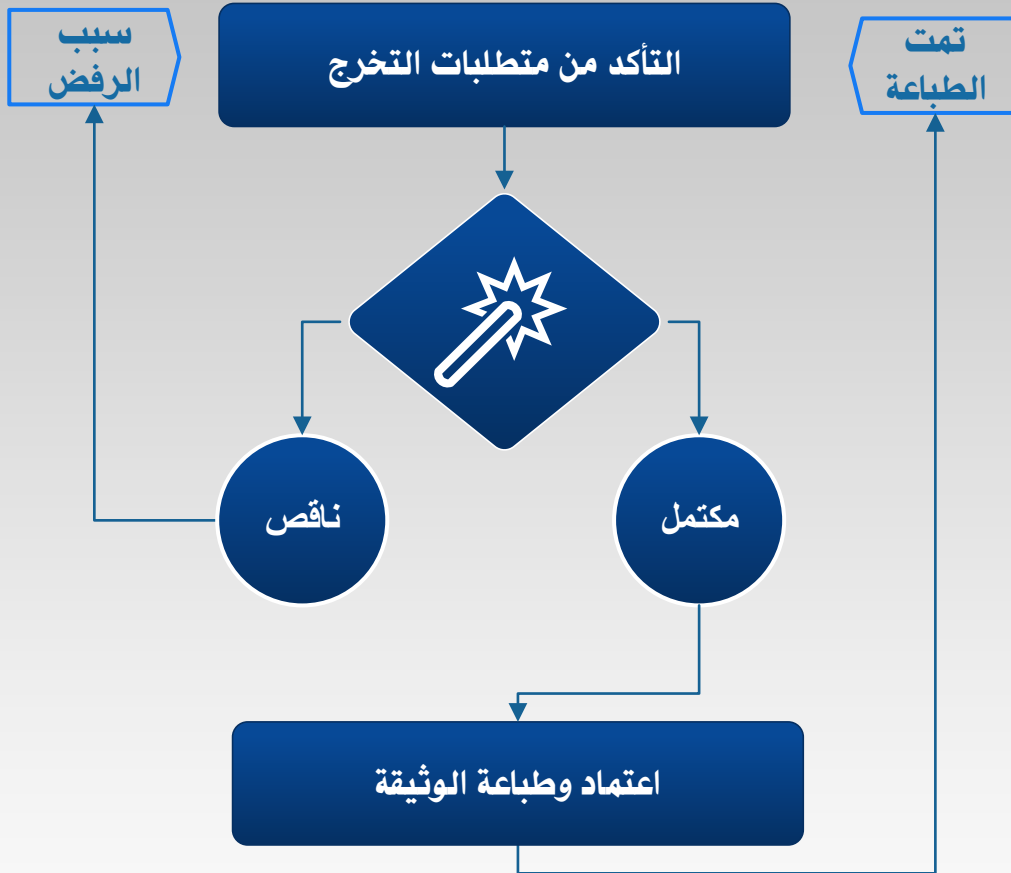 تمت
الطباعة
التأكد من متطلبات التخرج
سبب
الرفض
مكتمل
ناقص
اعتماد وطباعة الوثيقة